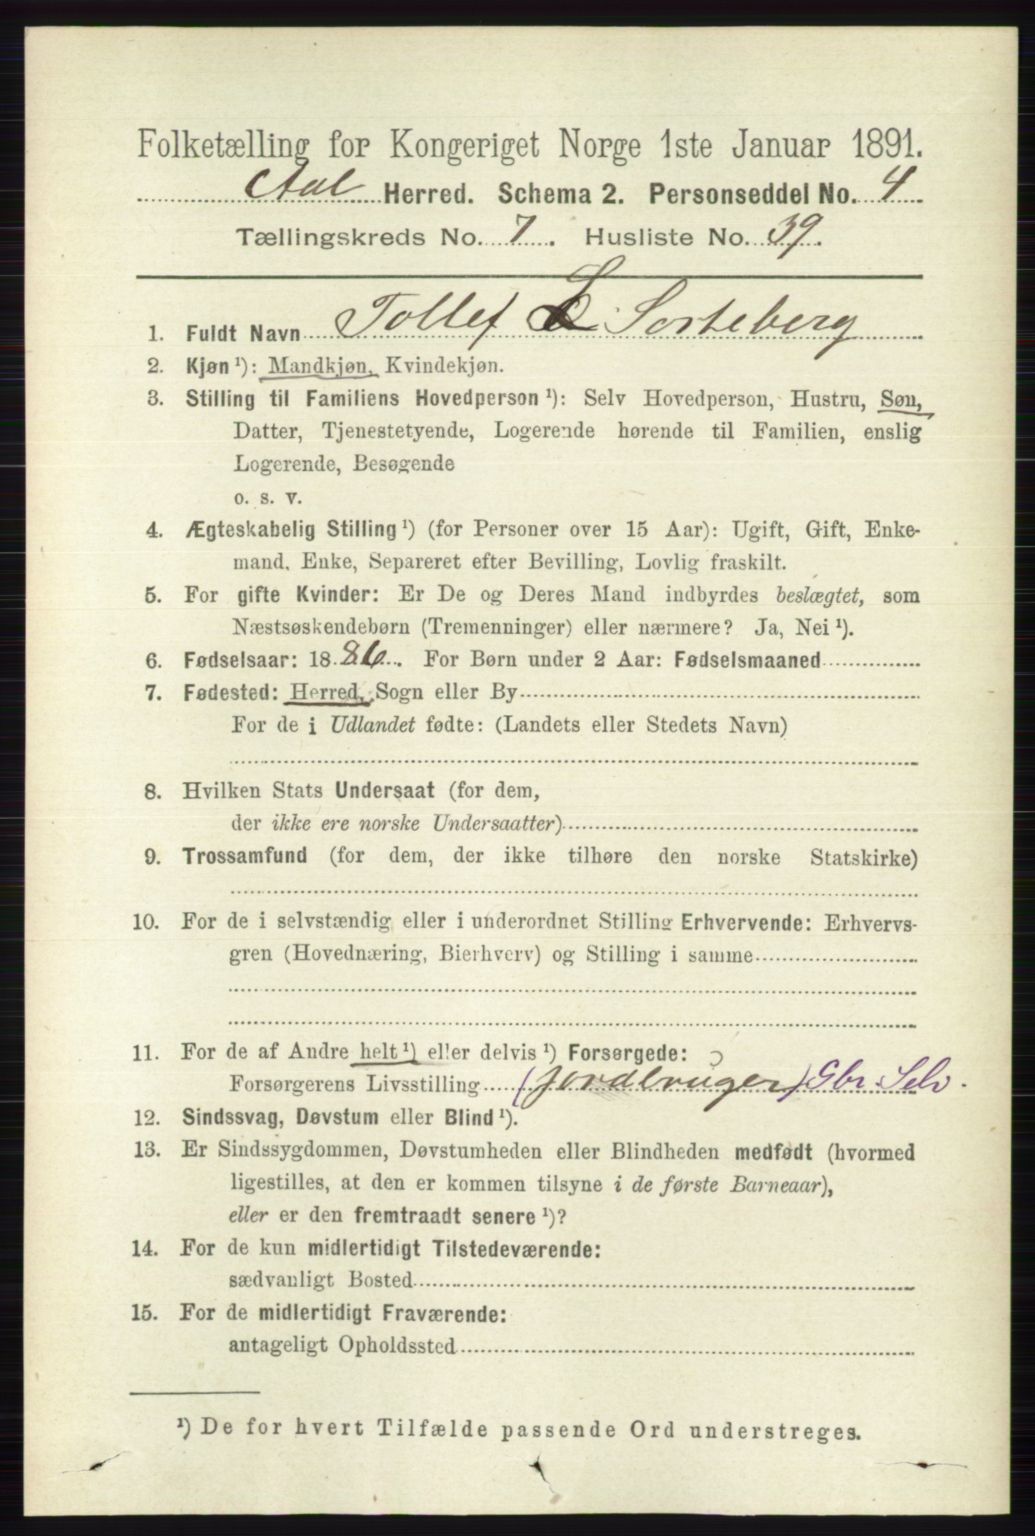 Folketælling for Kongeriget Norge 1ste Januar 1891.
Aal Herred. Schema 2. Personseddel No. 4
Tællingskreds No. 7. Husliste No. 39.
1. Fuldt Navn Tollef Sorteberg
2. Kjøn¹): Mandkjøn, Kvindekjøn.
3. Stilling til Familiens Hovedperson¹): Selv Hovedperson, Hustru, Søn,
Datter, Tjenestetyende, Logerende hørende til Familien, enslig
Logerende, Besøgende
o. s. v.
4. Ægteskabelig Stilling¹) (for Personer over 15 Aar): Ugift, Gift, Enke-
mand, Enke, Separeret efter Bevilling, Lovlig fraskilt.
5. For gifte Kvinder: Er De og Deres Mand indbyrdes beslægtet, som
Næstsøskendebørn (Tremenninger) eller nærmere? Ja, Nei¹).
6. Fødselsaar: 1886. For Børn under 2 Aar: Fødselsmaaned
7. Fødested: Herred, Sogn eller By
For de i Udlandet fødte: (Landets eller Stedets Navn)
8. Hvilken Stats Undersaat (for dem,
der ikke ere norske Undersaatter)
9. Trossamfund (for dem, der ikke tilhøre den norske Statskirke)
10. For de i selvstændig eller i underordnet Stilling Erhvervende: Erhvervs-
gren (Hovednæring, Bierhverv) og Stilling i samme
11. For de af Andre helt¹) eller delvis¹) Forsørgede:
Forsørgerens Livsstilling (Jordbruger) Gbr. Selv.
12. Sindssvag, Døvstum eller Blind¹).
13. Er Sindssygdommen, Døvstumheden eller Blindheden medfødt (hvormed
ligestilles, at den er kommen tilsyne i de første Barneaar),
eller er den fremtraadt senere¹)?
14. For de kun midlertidigt Tilstedeværende:
sædvanligt Bosted
15. For de midlertidigt Fraværende:
antageligt Opholdssted
¹) De for hvert Tilfælde passende Ord understreges.